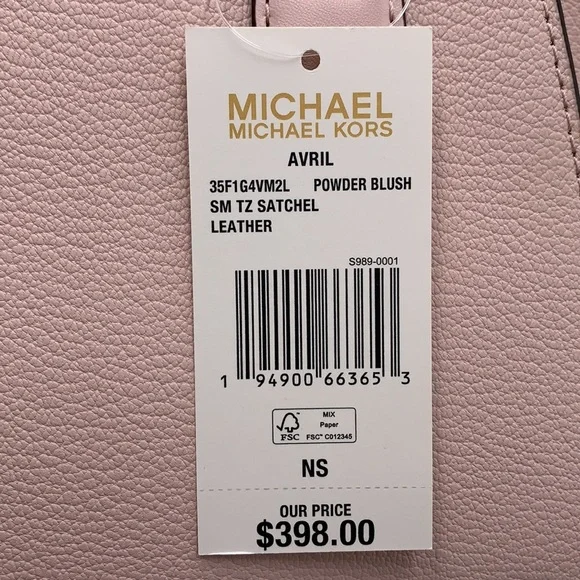 MICHAEL
MICHAEL KORS
AVRIL
35F1G4VM2L POWDER BLUSH
SM TZ SATCHEL
LEATHER
S989-0001
1 94900 66365 3
FSC
MIX
Paper
FSC™ C012345
NS
OUR PRICE
$398.00